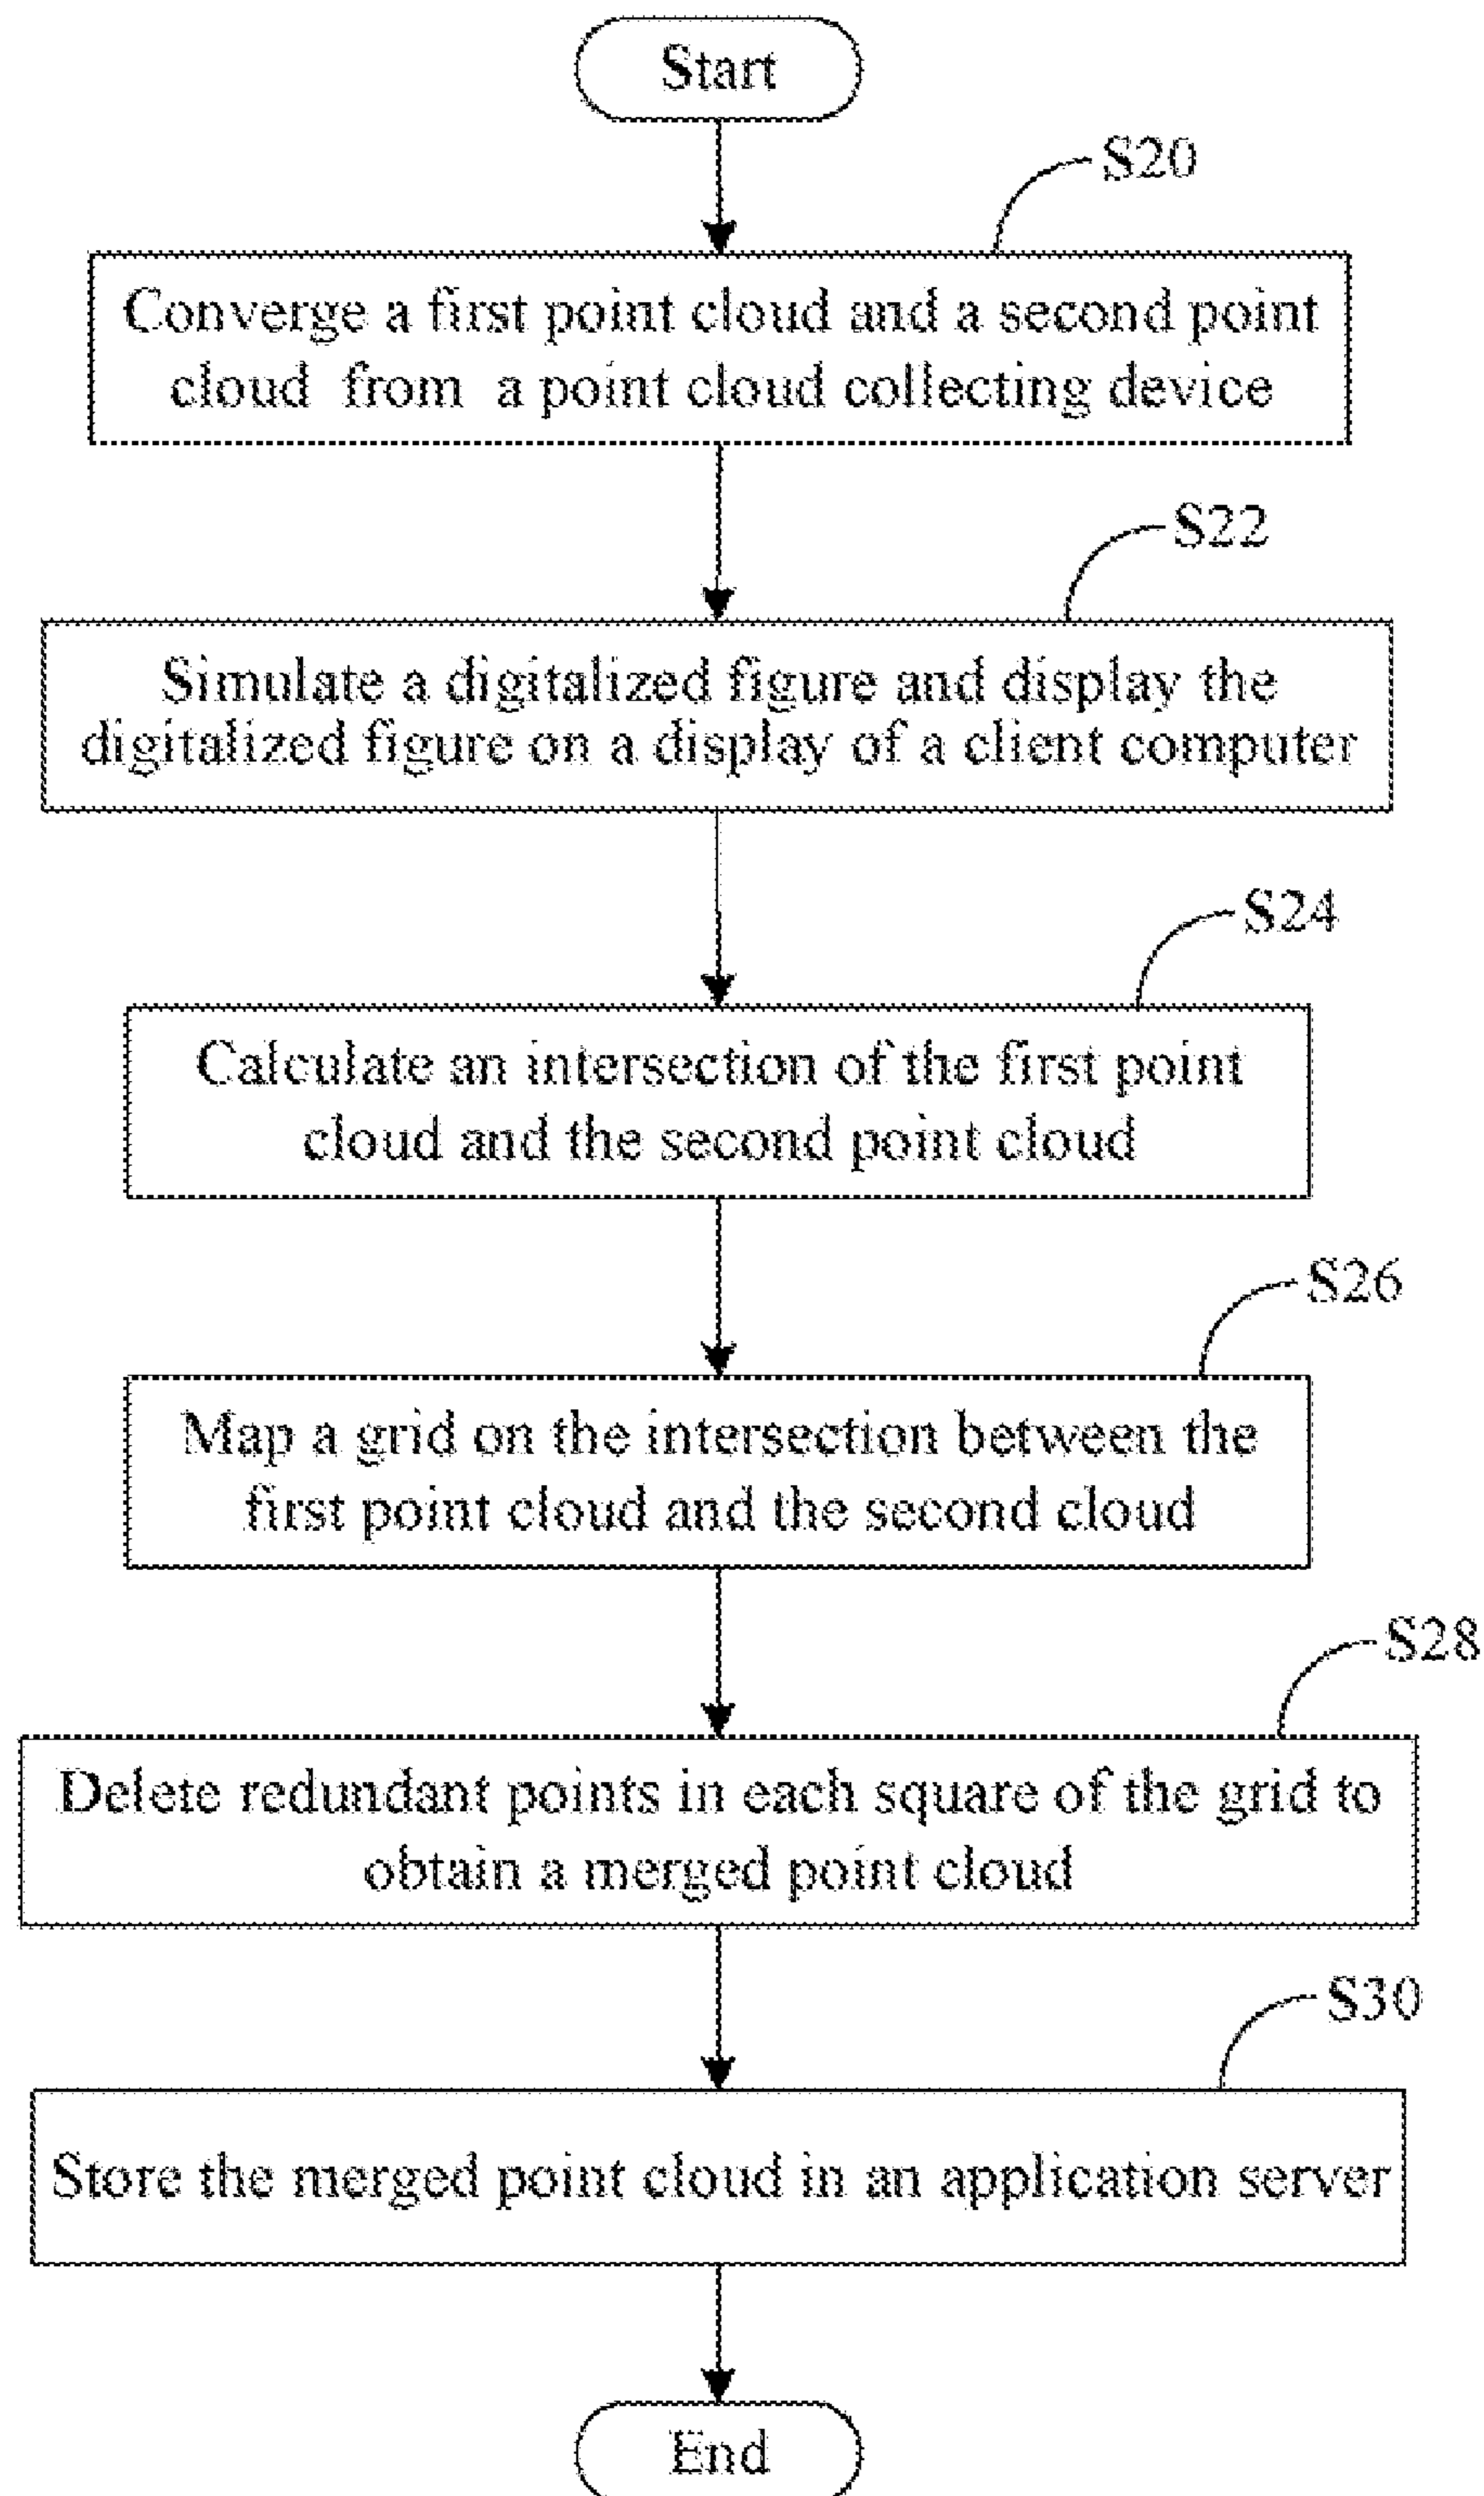 Start
S20
Converge a first point cloud and a second point
cloud from a point cloud collecting device
S22
Simulate a digitalized figure and display the
digitalized figure on a display of a client computer
S24
Calculate an intersection of the first point
cloud and the second point cloud
S26
Map a grid on the intersection between the
first point cloud and the second cloud
S28
Delete redundant points in each square of the grid to
obtain a merged point cloud
S30
Store the merged point cloud in an application server
End